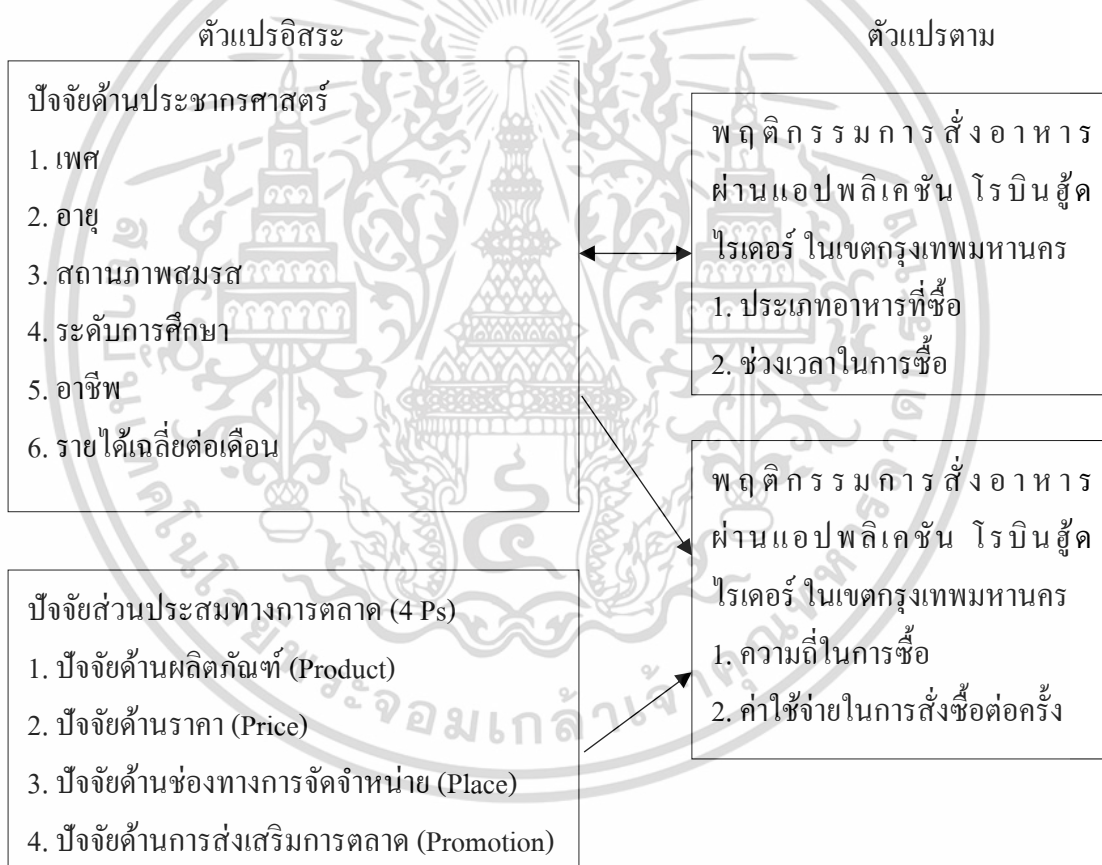 ตัวแปรอิสระ
ตัวแปรตาม
ปัจจัยด้านประชากรศาสตร์
1. เพศ
2. อายุ
3. สถานภาพสมรส
4. ระดับการศึกษา
5. อาชีพ
6. รายได้เฉลี่ยต่อเดือน
พฤติกรรมการสั่งอาหาร
ผ่านแอปพลิเคชัน โรบินฮู้ด
ไรเดอร์ ในเขตกรุงเทพมหานคร
1. ประเภทอาหารที่ซื้อ
2. ช่วงเวลาในการซื้อ
พฤติกรรมการสั่งอาหาร
ผ่านแอปพลิเคชัน โรบินฮู้ด
ไรเดอร์ ในเขตกรุงเทพมหานคร
1. ความถี่ในการซื้อ
2. ค่าใช้จ่ายในการสั่งซื้อต่อครั้ง
ปัจจัยส่วนประสมทางการตลาด (4 Ps)
1. ปัจจัยด้านผลิตภัณฑ์ (Product)
2. ปัจจัยด้านราคา (Price)
3. ปัจจัยด้านช่องทางการจัดจำหน่าย (Place)
4. ปัจจัยด้านการส่งเสริมการตลาด (Promotion)